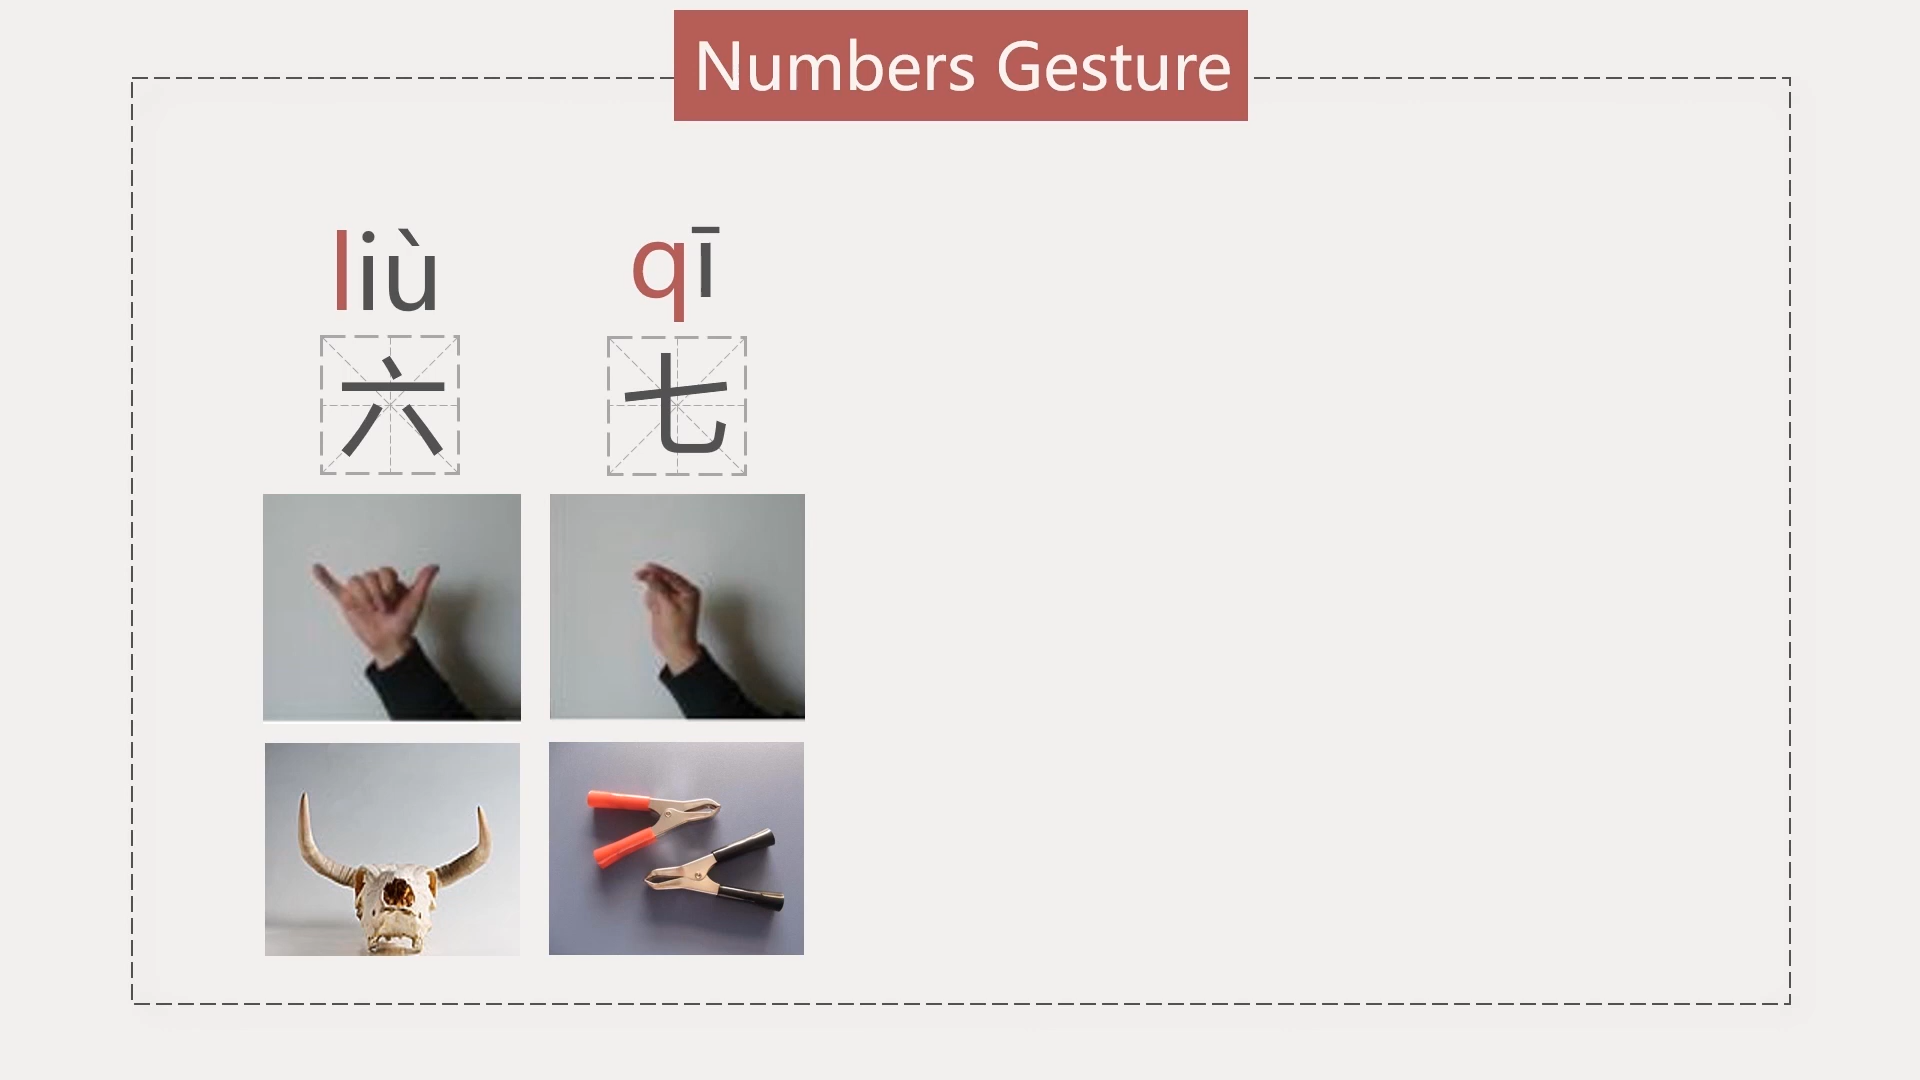 Numbers Gesture
liù qī
六 七